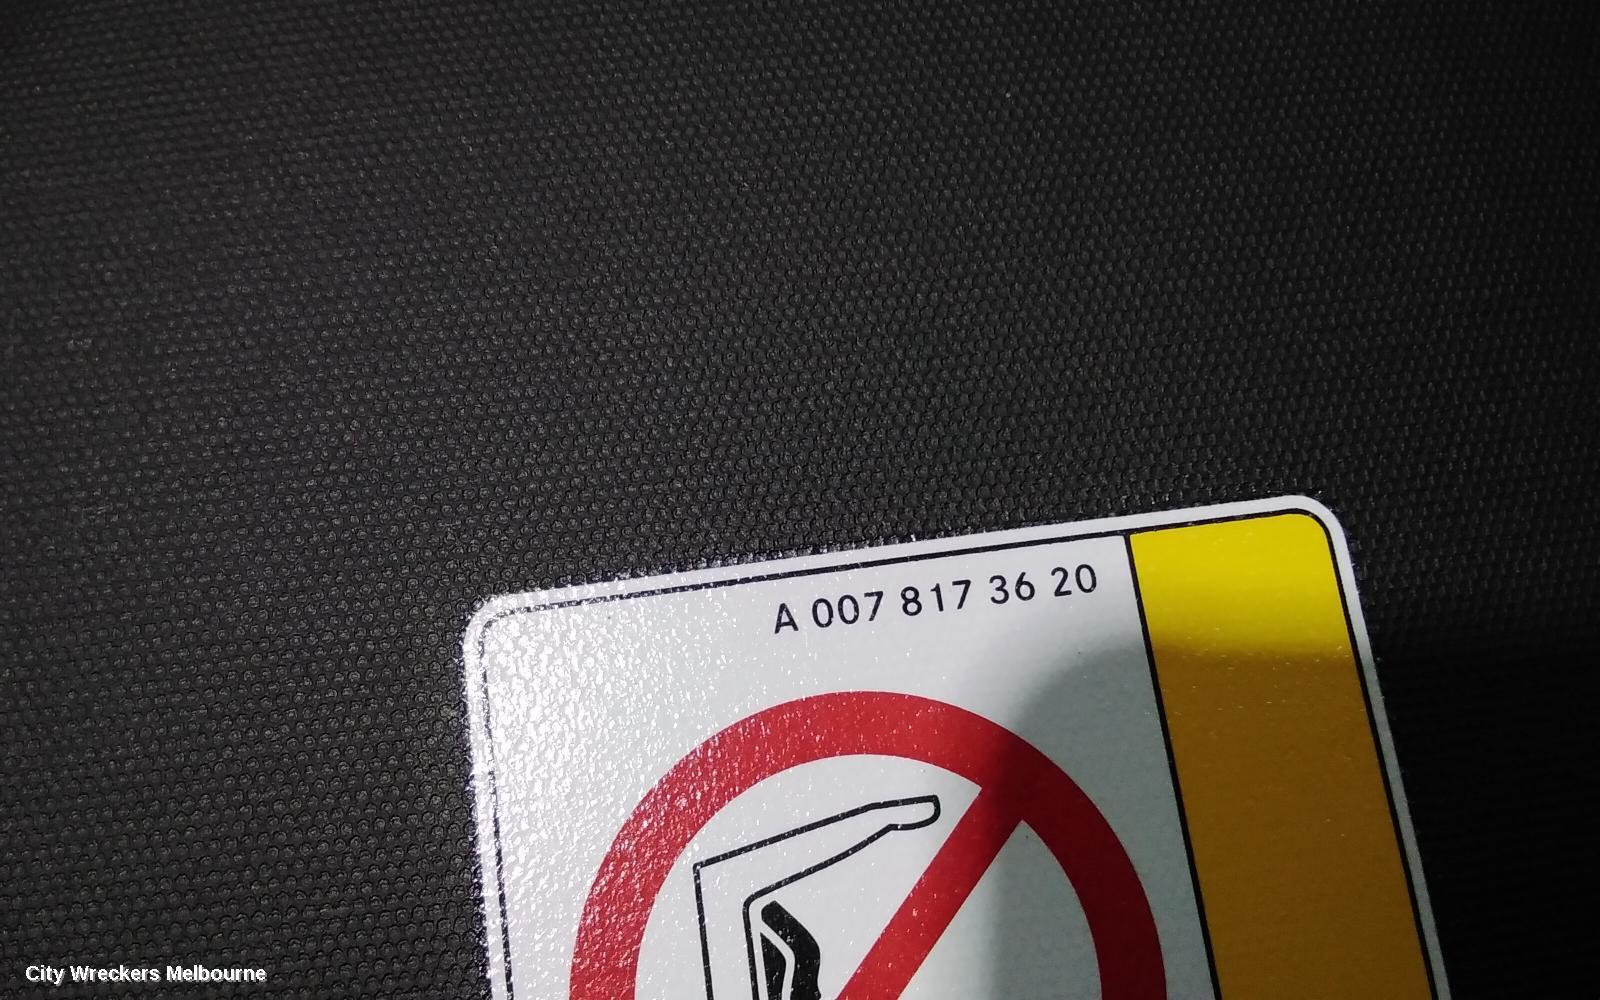 A 007 817 36 20
City Wreckers Melbourne